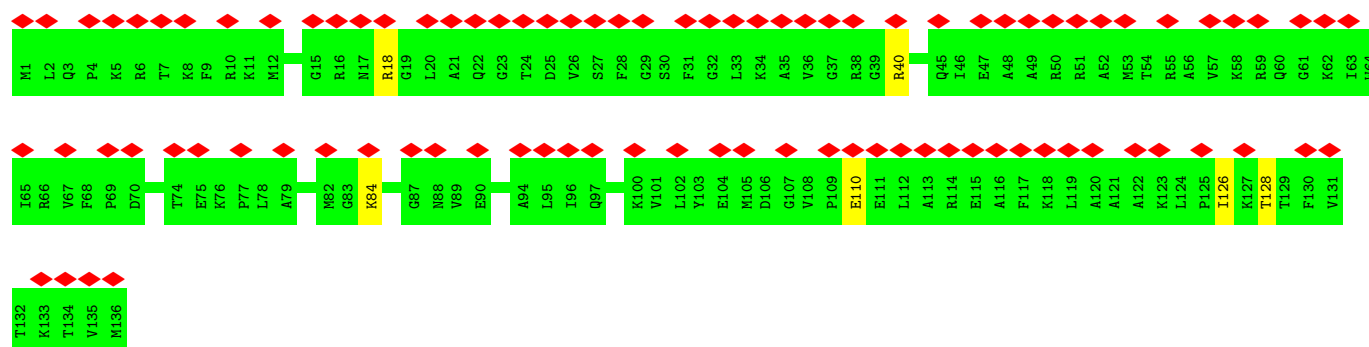 M1 L2 Q3 P4 K5 R6 T7 K8 F9 R10 K11 M12 G15 R16 N17 R18 G19 L20 A21 Q22 G23 T24 D25 V26 S27 F28 G29 S30 F31 G32 L33 K34 A35 V36 G37 R38 G39 R40 Q45 I46 E47 A48 A49 R50 R51 A52 M53 T54 R55 A56 V57 K58 R59 Q60 G61 K62 I63
I65 R66 V67 F68 P69 D70 T74 E75 K76 P77 L78 A79 M82 G83 K84 G87 N88 V89 E90 A94 L95 I96 Q97 K100 V101 L102 Y103 E104 M105 D106 G107 V108 P109 E110 E111 L112 A113 R114 E115 A116 F117 K118 L119 A120 A121 A122 K123 L124 P125 I126 K127 T128 T129 F130 V131
T132 K133 T134 V135 M136